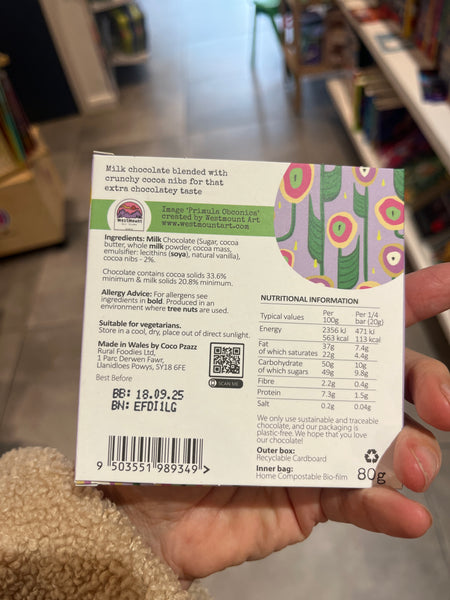 Milk chocolate blended with
crunchy cocoa nibs for that
extra chocolatey taste
WESTMOUNT
Image 'Primula Obconica'
created by Westmount Art
www.westmountart.com
Ingredients: Milk Chocolate (Sugar, cocoa
butter, whole milk powder, cocoa mass,
emulsifier: lecithins (soya), natural vanilla),
cocoa nibs - 2%.
Chocolate contains cocoa solids 33.6%
minimum & milk solids 20.8% minimum.
Allergy Advice: For allergens see
ingredients in bold. Produced in an
environment where tree nuts are used.
Suitable for vegetarians.
Store in a cool, dry, place out of direct sunlight.
Made in Wales by Coco Pzazz
Rural Foodies Ltd,
1 Parc Derwen Fawr,
Llanidloes Powys, SY18 6FE
SCAN ME
Best Before
BB: 18.09.25
BN: EFDI1LG
9 503551 989349 >
NUTRITIONAL INFORMATION
Typical values Per 100g Per 1/4 bar (20g)
Energy 2356 kJ 471 kJ
563 kcal 113 kcal
Fat 37g 7.4g
of which saturates 22g 4.4g
Carbohydrate 50g 10g
of which sugars 49g 9.8g
Fibre 2.2g 0.4g
Protein 7.3g 1.5g
Salt 0.2g 0.04g
We only use sustainable and traceable
chocolate, and our packaging is
plastic-free. We hope that you love
our chocolate!
Outer box:
Recyclable Cardboard
Inner bag:
Home Compostable Bio-film
80g